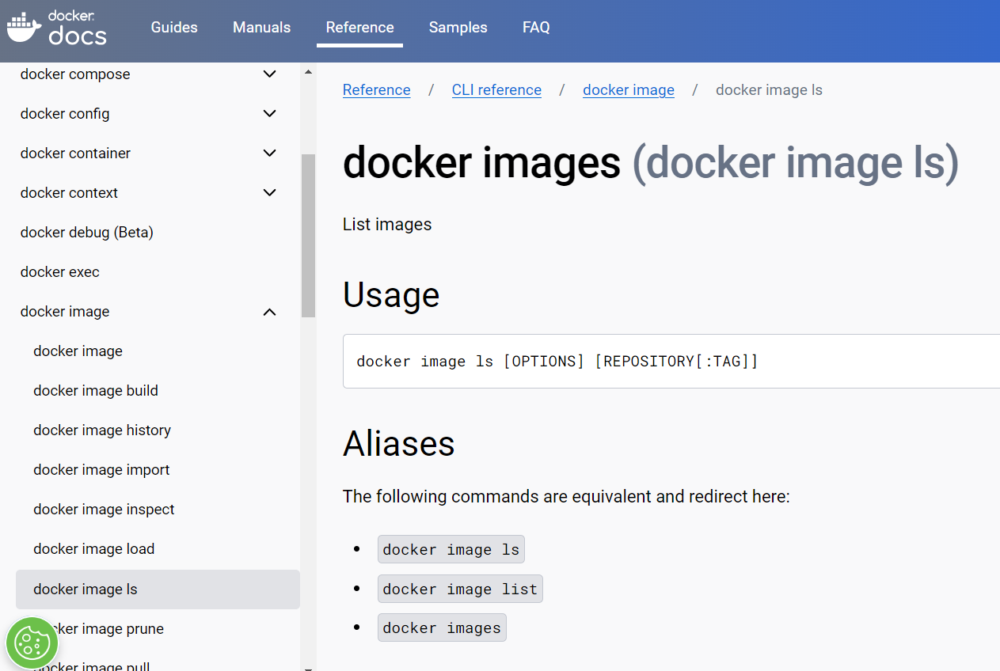 docker
docs
Guides
Manuals
Reference
Samples
FAQ
docker compose
docker config
docker container
docker context
docker debug (Beta)
docker exec
docker image
docker image
docker image build
docker image history
docker image import
docker image inspect
docker image load
docker image ls
cker image prune
ocker image pull
Reference / CLI reference / docker image / docker image ls
docker images (docker image ls)
List images
Usage
docker image ls [OPTIONS] [REPOSITORY[:TAG]]
Aliases
The following commands are equivalent and redirect here:
• docker image ls
• docker image list
• docker images